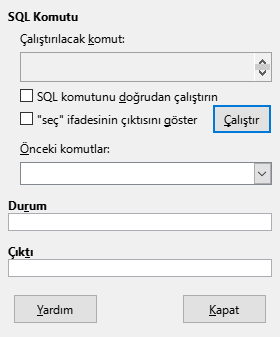 SQL Komutu
Çalıştırılacak komut:
SQL komutunu doğrudan çalıştırın
"seç" ifadesinin çıktısını göster
Çalıştır
Önceki komutlar:
Durum
Çıktı
Yardım
Kapat